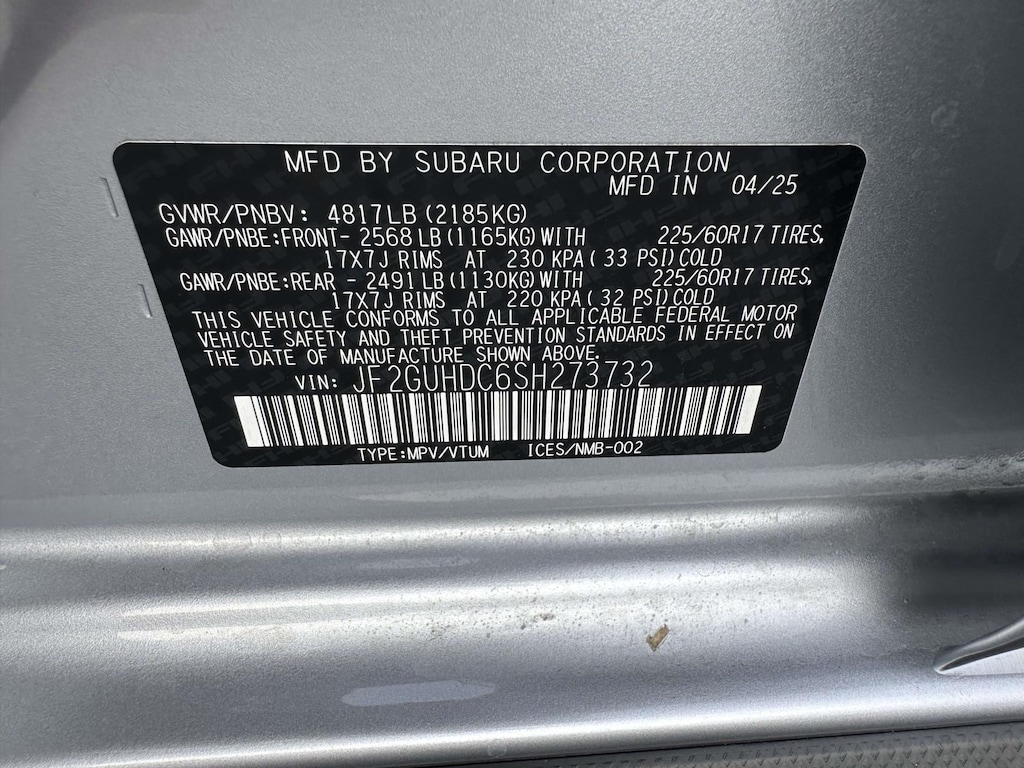 MFD BY SUBARU CORPORATION
MFD IN 04/25
GVWR/PNBV: 4817LB (2185KG)
GAWR/PNBE:FRONT- 2568LB (1165KG) WITH 225/60R17 TIRES,
17X7J RIMS AT 230 KPA ( 33 PSI) COLD
GAWR/PNBE:REAR - 2491LB (1130KG) WITH 225/60R17 TIRES,
17X7J RIMS AT 220 KPA ( 32 PSI) COLD
THIS VEHICLE CONFORMS TO ALL APPLICABLE FEDERAL MOTOR
VEHICLE SAFETY AND THEFT PREVENTION STANDARDS IN EFFECT ON
THE DATE OF MANUFACTURE SHOWN ABOVE.
VIN: JF2GUHDC6SH273732
TYPE:MPV/VTUM ICES/NMB-002